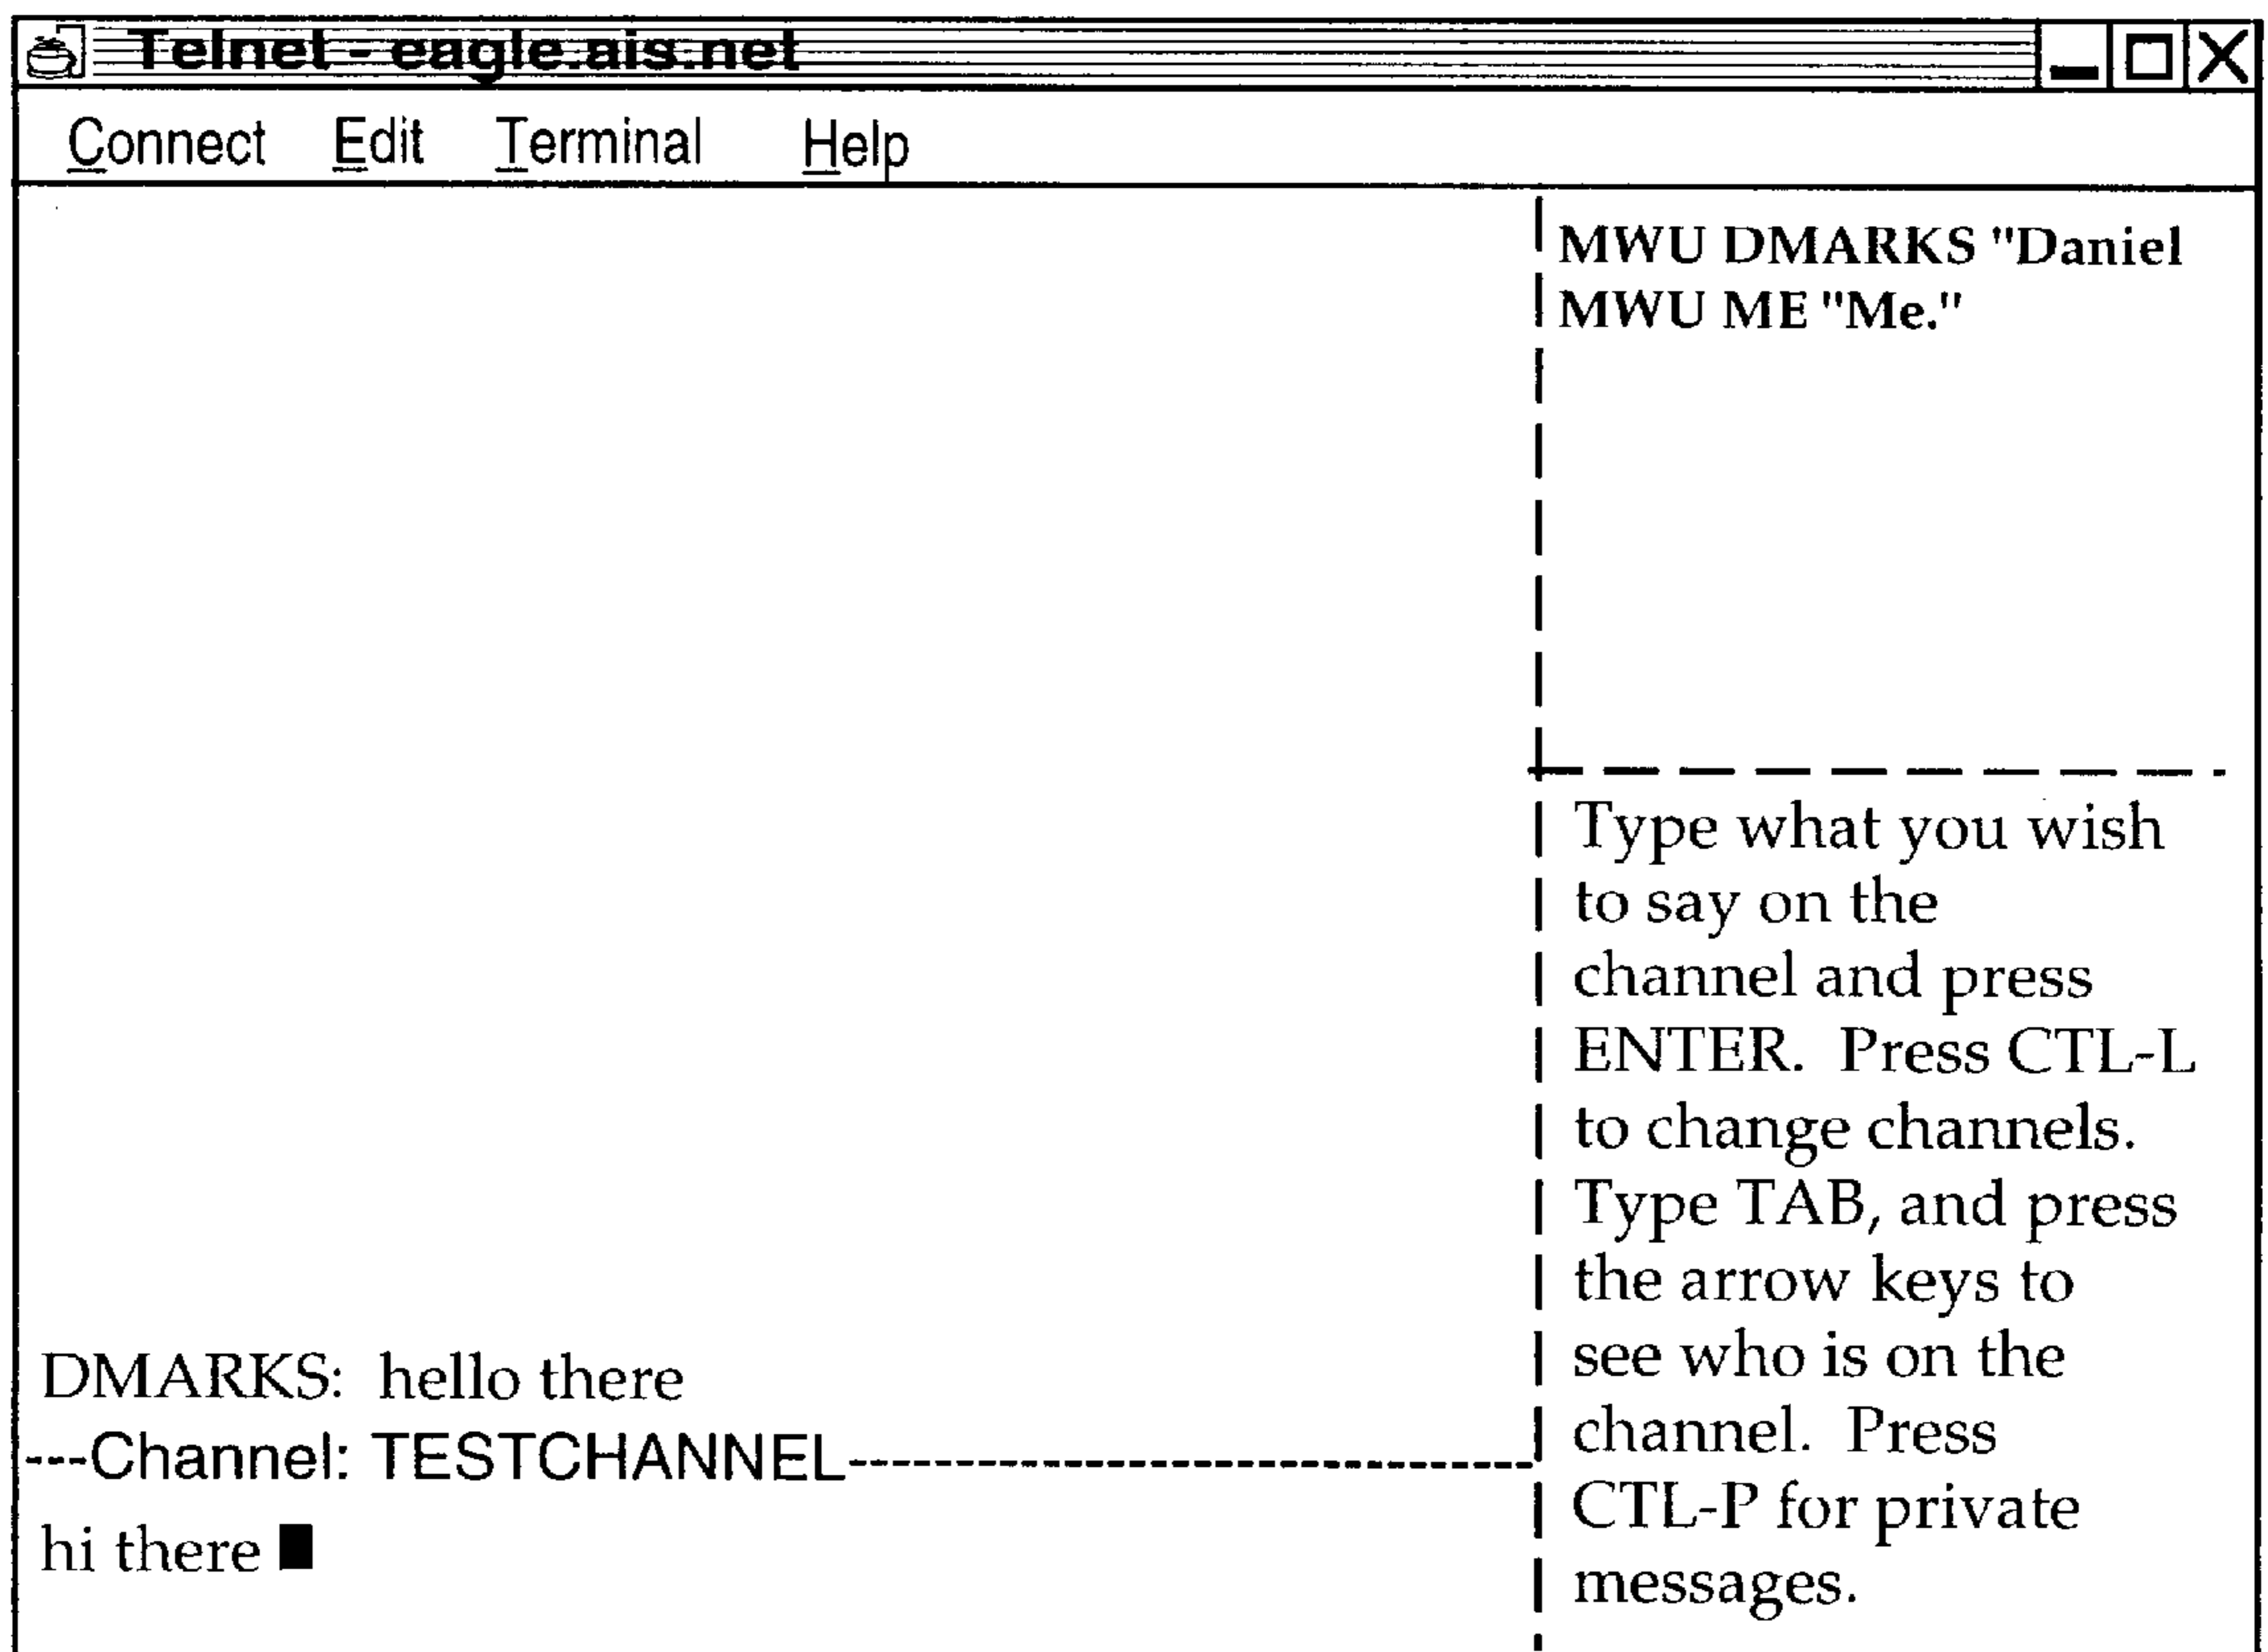 Telnet - eagle.ais.net
Connect Edit Terminal Help
MWU DMARKS "Daniel
MWU ME "Me."
Type what you wish
to say on the
channel and press
ENTER. Press CTL-L
to change channels.
Type TAB, and press
the arrow keys to
see who is on the
channel. Press
CTL-P for private
messages.
DMARKS: hello there
---Channel: TESTCHANNEL-----------------------------
hi there